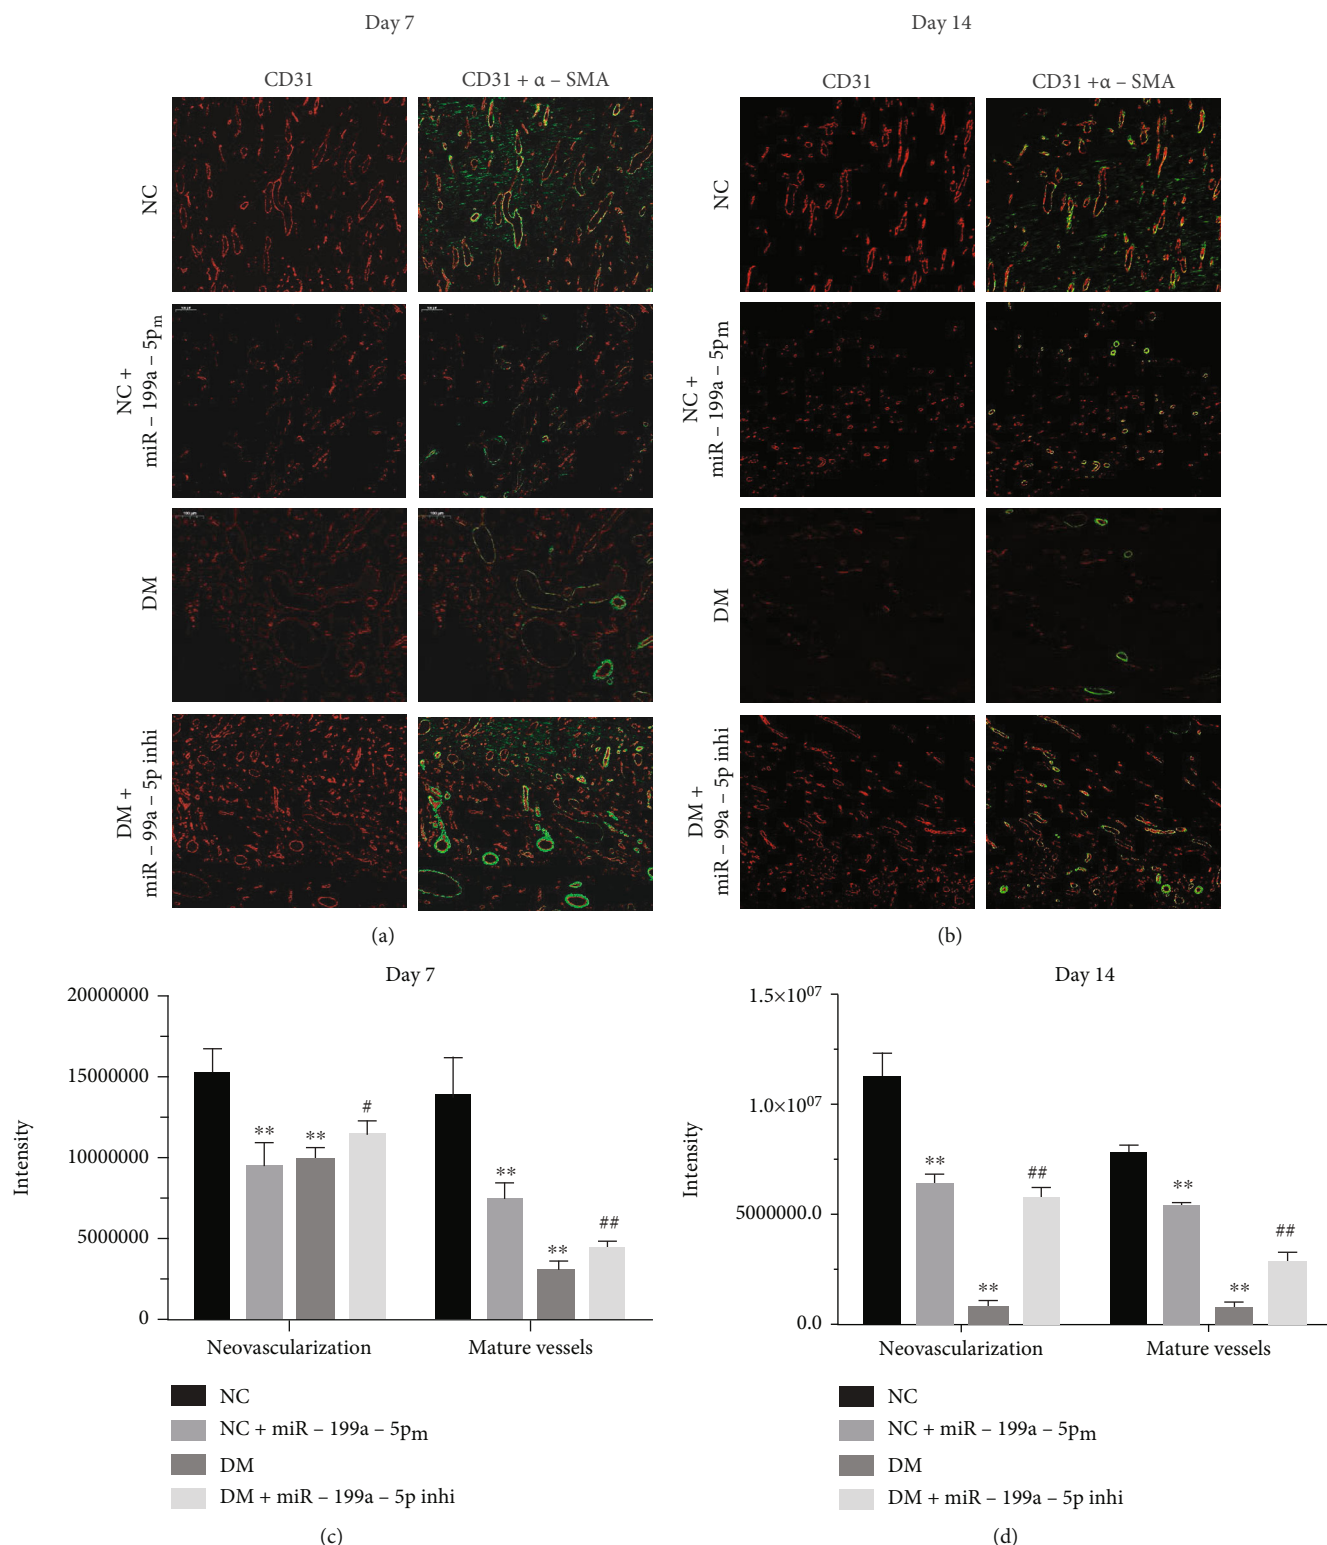 Day 7
Day 14
CD31
CD31 + α – SMA
CD31
CD31 +α – SMA
NC
NC
NC +
miR – 199a – 5pm
NC +
miR – 199a – 5pm
DM
DM
DM +
miR – 99a – 5p inhi
DM +
miR – 99a – 5p inhi
(a)
(b)
Day 7
20000000
15000000
10000000
5000000
0
Intensity
**
**
#
**
**
##
Neovascularization
Mature vessels
NC
NC + miR – 199a – 5pm
DM
DM + miR – 199a – 5p inhi
(c)
Day 14
1.5×10^07
1.0×10^07
5000000.0
0.0
Intensity
**
**
##
**
**
##
Neovascularization
Mature vessels
NC
NC + miR – 199a – 5pm
DM
DM + miR – 199a – 5p inhi
(d)